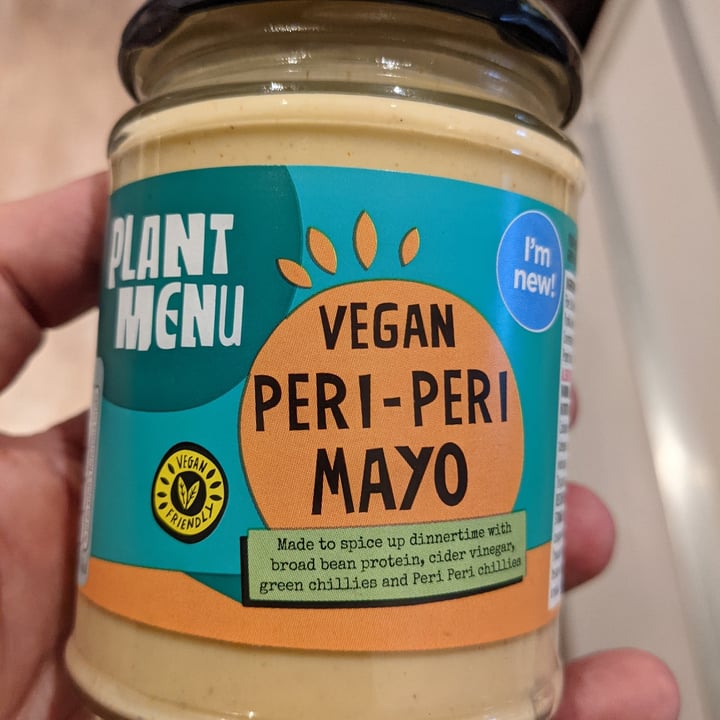 PLANT
MENU
I'm
new!
VEGAN
PERI-PERI
MAYO
VEGAN
FRIENDLY
Made to spice up dinnertime with
broad bean protein, cider vinegar,
green chillies and Peri Peri chillies